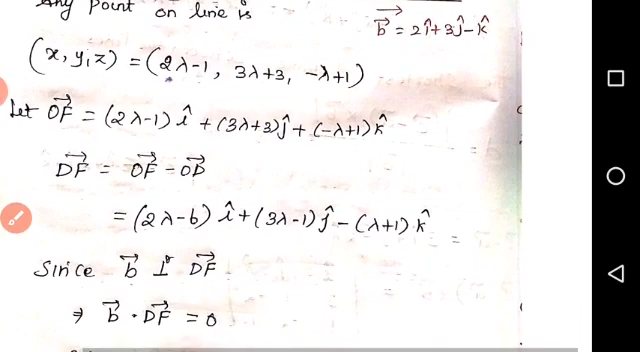 Any point on line is
b⃗ = 2î+3ĵ-k̂
(x,y,z) = (2λ-1, 3λ+3, -λ+1)
Let OF⃗ = (2λ-1)î + (3λ+3)ĵ + (-λ+1)k̂
DF⃗ = OF⃗ - OD⃗
= (2λ-6)î + (3λ-1)ĵ - (λ+1)k̂
Since b⃗ ⊥r DF⃗
⇒ b⃗ · DF⃗ = 0